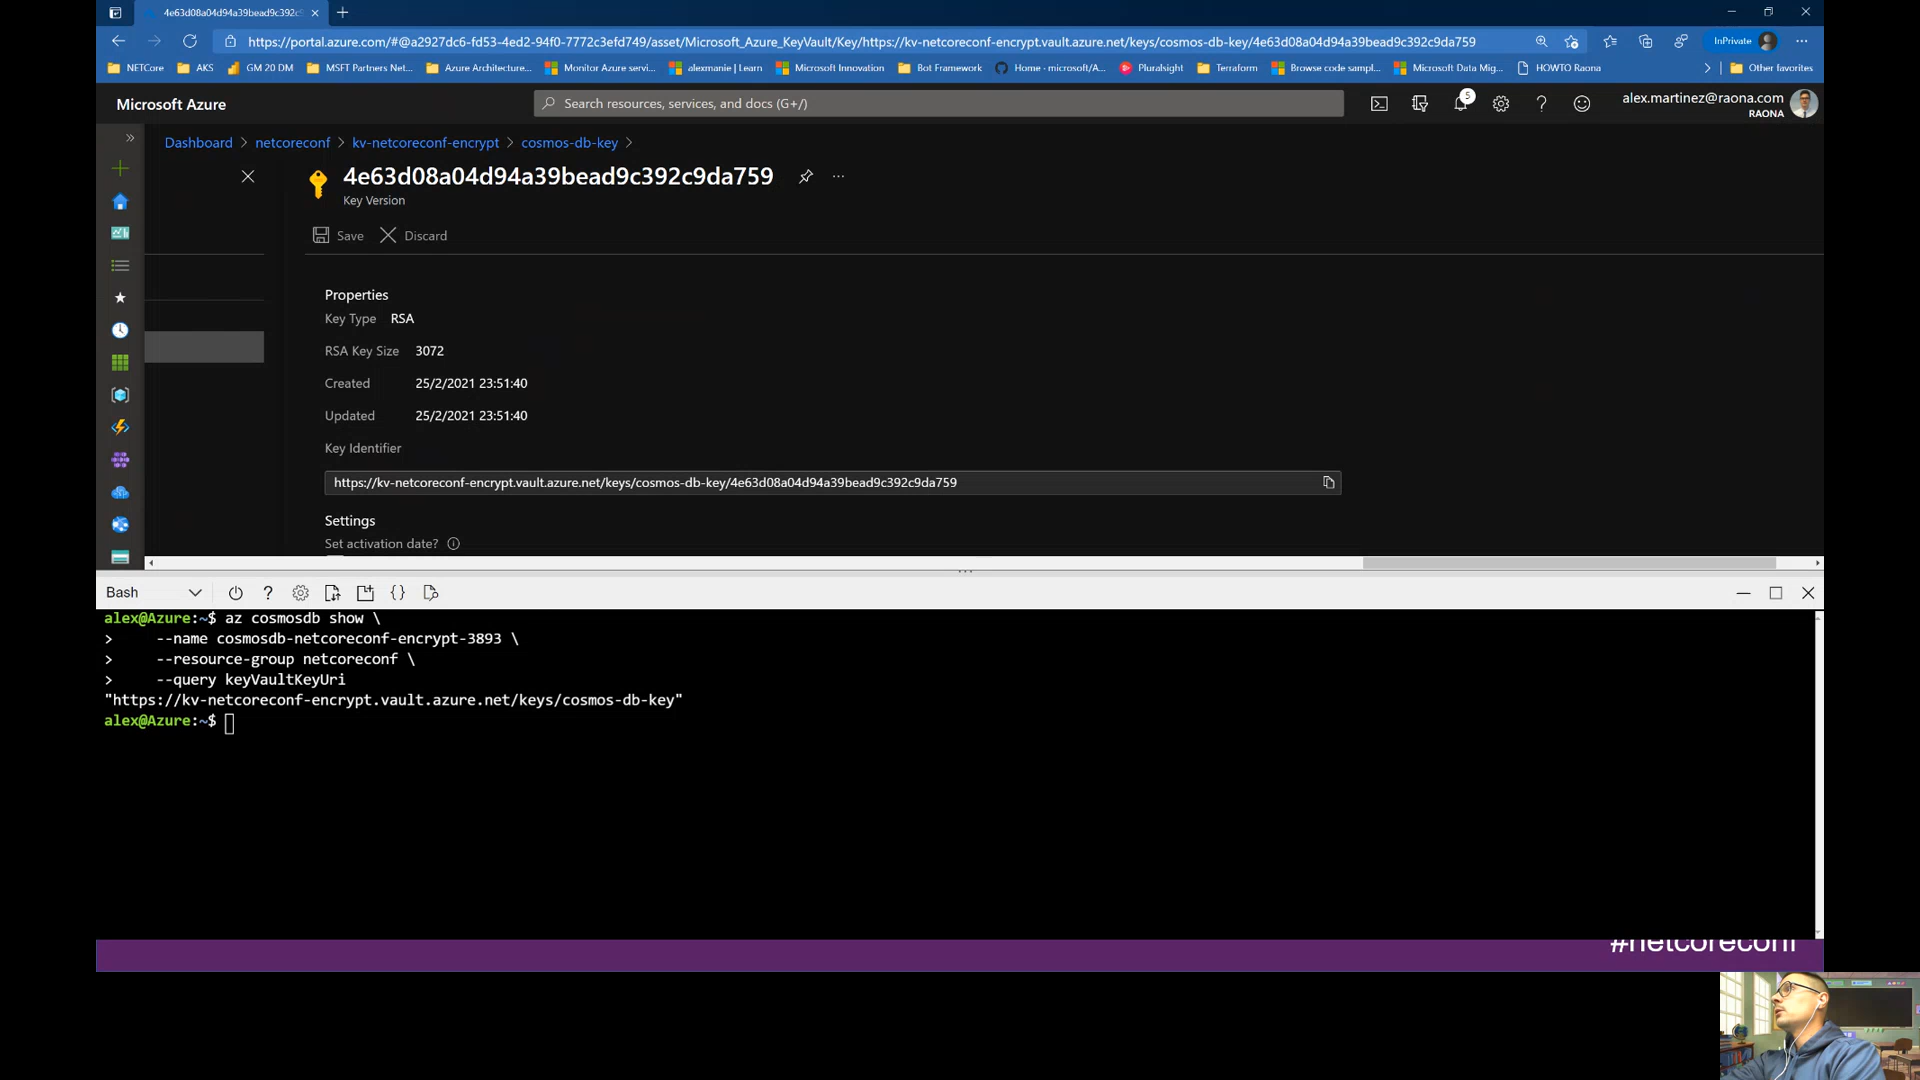 4e63d08a04d94a39bead9c392c9
https://portal.azure.com/#@a2927dc6-fd53-4ed2-94f0-7772c3efd749/asset/Microsoft_Azure_KeyVault/Key/https://kv-netcoreconf-encrypt.vault.azure.net/keys/cosmos-db-key/4e63d08a04d94a39bead9c392c9da759
InPrivate
NETCore AKS GM 20 DM MSFT Partners Net... Azure Architecture... Monitor Azure servi... alexmanie | Learn Microsoft Innovation Bot Framework Home · microsoft/A... Pluralsight Terraform Browse code sampl... Microsoft Data Mig... HOWTO Raona Other favorites
Microsoft Azure
Search resources, services, and docs (G+/)
5
alex.martinez@raona.com
RAONA
Dashboard > netcoreconf > kv-netcoreconf-encrypt > cosmos-db-key >
4e63d08a04d94a39bead9c392c9da759
Key Version
Save Discard
Properties
Key Type RSA
RSA Key Size 3072
Created 25/2/2021 23:51:40
Updated 25/2/2021 23:51:40
Key Identifier
https://kv-netcoreconf-encrypt.vault.azure.net/keys/cosmos-db-key/4e63d08a04d94a39bead9c392c9da759
Settings
Set activation date?
Bash
alex@Azure:~$ az cosmosdb show \
> --name cosmosdb-netcoreconf-encrypt-3893 \
> --resource-group netcoreconf \
> --query keyVaultKeyUri
"https://kv-netcoreconf-encrypt.vault.azure.net/keys/cosmos-db-key"
alex@Azure:~$
#netcoreconf